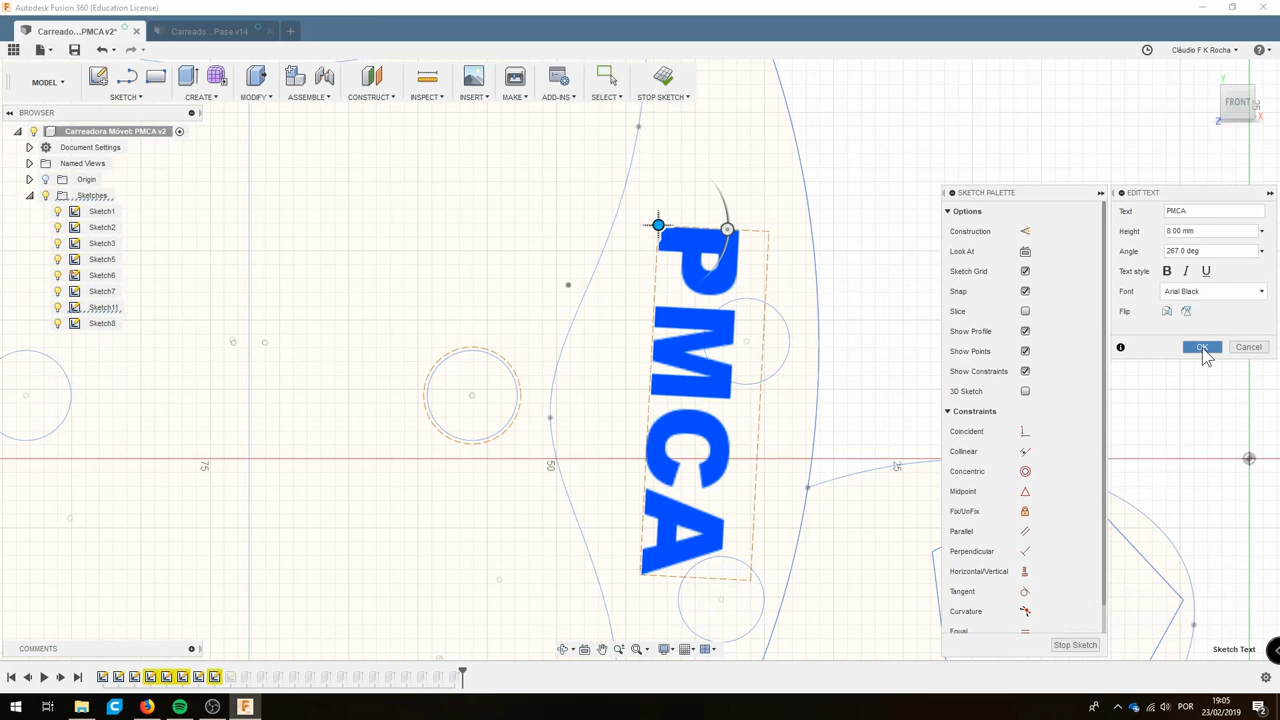 Autodesk Fusion 360 (Education License)
Carreado...PMCA v2*
Carreado...Pase v14
Cláudio F K Rocha
MODEL
SKETCH
CREATE
MODIFY
ASSEMBLE
CONSTRUCT
INSPECT
INSERT
MAKE
ADD-INS
SELECT
STOP SKETCH
BROWSER
Carreadora Móvel: PMCA v2
Document Settings
Named Views
Origin
Sketches
Sketch1
Sketch2
Sketch3
Sketch5
Sketch6
Sketch7
Sketch11
Sketch8
PMCA
75
50
25
Y
FRONT
25
X
Z
SKETCH PALETTE
Options
Construction
Look At
Sketch Grid
Snap
Slice
Show Profile
Show Points
Show Constraints
3D Sketch
Constraints
Coincident
Collinear
Concentric
Midpoint
Fix/UnFix
Parallel
Perpendicular
Horizontal/Vertical
Tangent
Curvature
Equal
Stop Sketch
EDIT TEXT
Text PMCA
Height 8.00 mm
Angle 267.0 deg
Text style B I U
Font Arial Black
Flip
OK Cancel
COMMENTS
Sketch Text
POR
19:05
23/02/2019
2